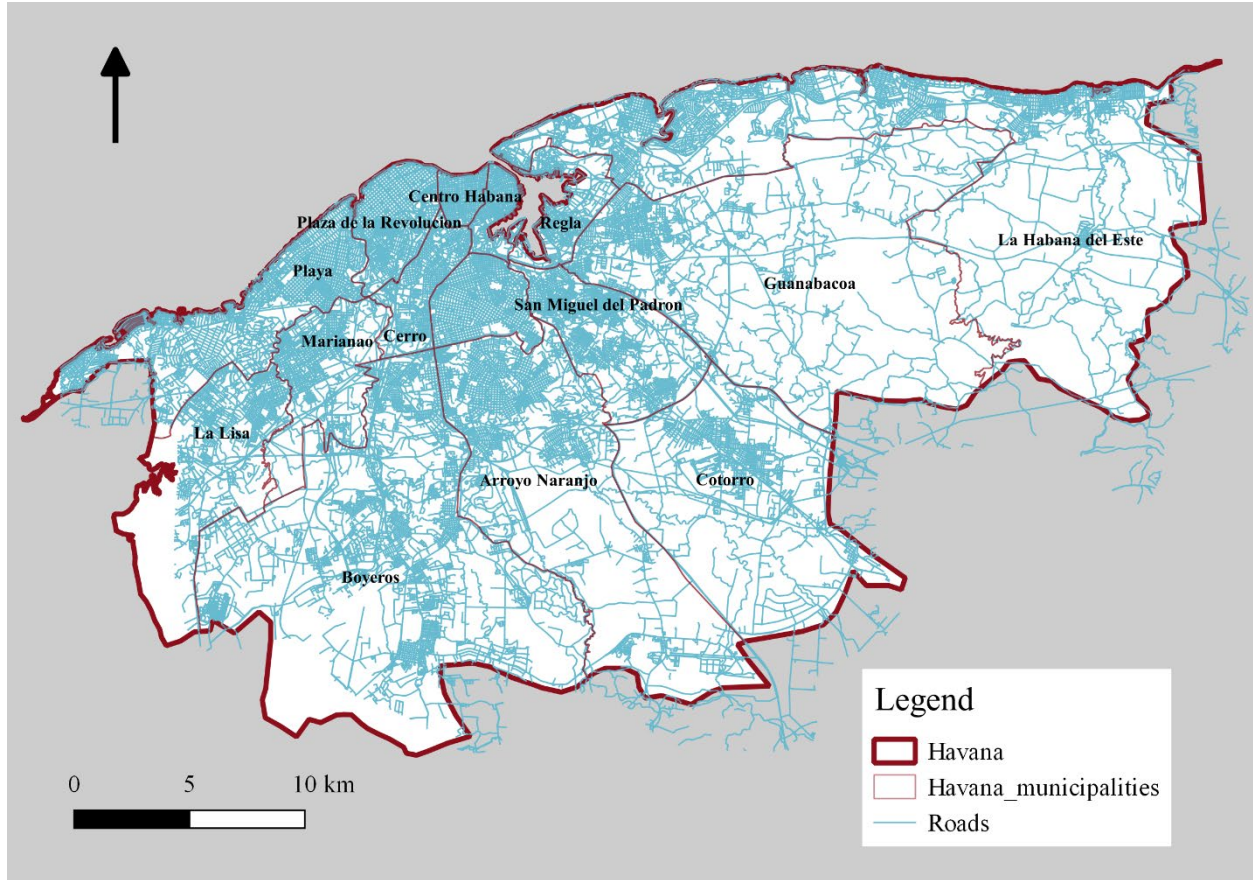 Centro Habana
Plaza de la Revolucion
Regla
La Habana del Este
Playa
Guanabacoa
San Miguel del Padron
Marianao
Cerro
La Lisa
Arroyo Naranjo
Cotorro
Boyeros
Legend
Havana
Havana_municipalities
Roads
0 5 10 km